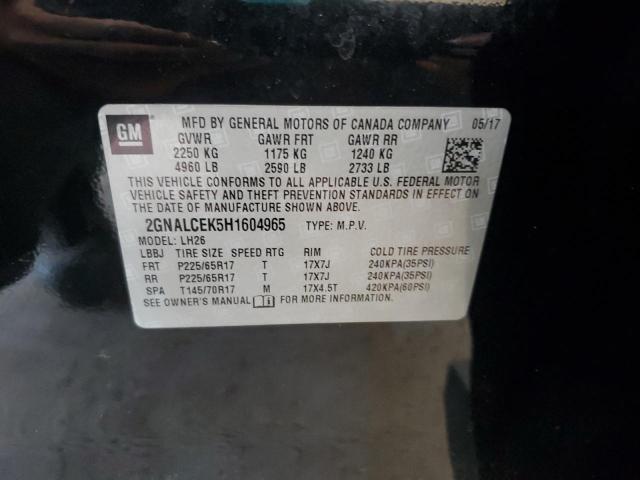 GM
MFD BY GENERAL MOTORS OF CANADA COMPANY 05/17
GVWR GAWR FRT GAWR RR
2250 KG 1175 KG 1240 KG
4960 LB 2590 LB 2733 LB
THIS VEHICLE CONFORMS TO ALL APPLICABLE U.S. FEDERAL MOTOR
VEHICLE SAFETY AND THEFT PREVENTION STANDARDS IN EFFECT ON
THE DATE OF MANUFACTURE SHOWN ABOVE.
2GNALCEK5H1604965 TYPE: M.P.V.
MODEL: LH26
LBBJ TIRE SIZE SPEED RTG RIM COLD TIRE PRESSURE
FRT P225/65R17 T 17X7J 240KPA(35PSI)
RR P225/65R17 T 17X7J 240KPA(35PSI)
SPA T145/70R17 M 17X4.5T 420KPA(60PSI)
SEE OWNER'S MANUAL FOR MORE INFORMATION.